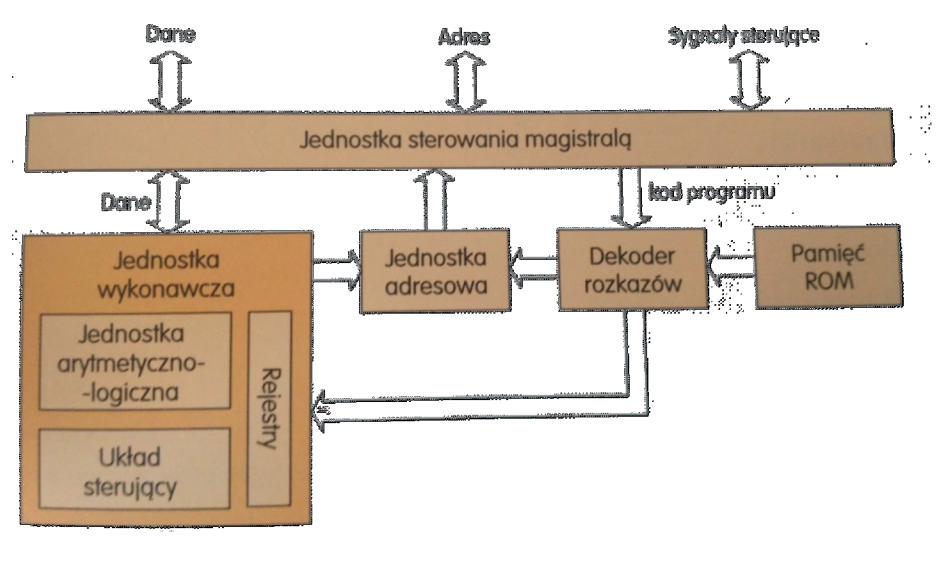 Dane
Adres
Sygnały sterujące
Jednostka sterowania magistralą
Dane
kod programu
Jednostka
wykonawcza
Jednostka
arytmetyczno-
-logiczna
Rejestry
Układ
sterujący
Jednostka
adresowa
Dekoder
rozkazów
Pamięć
ROM